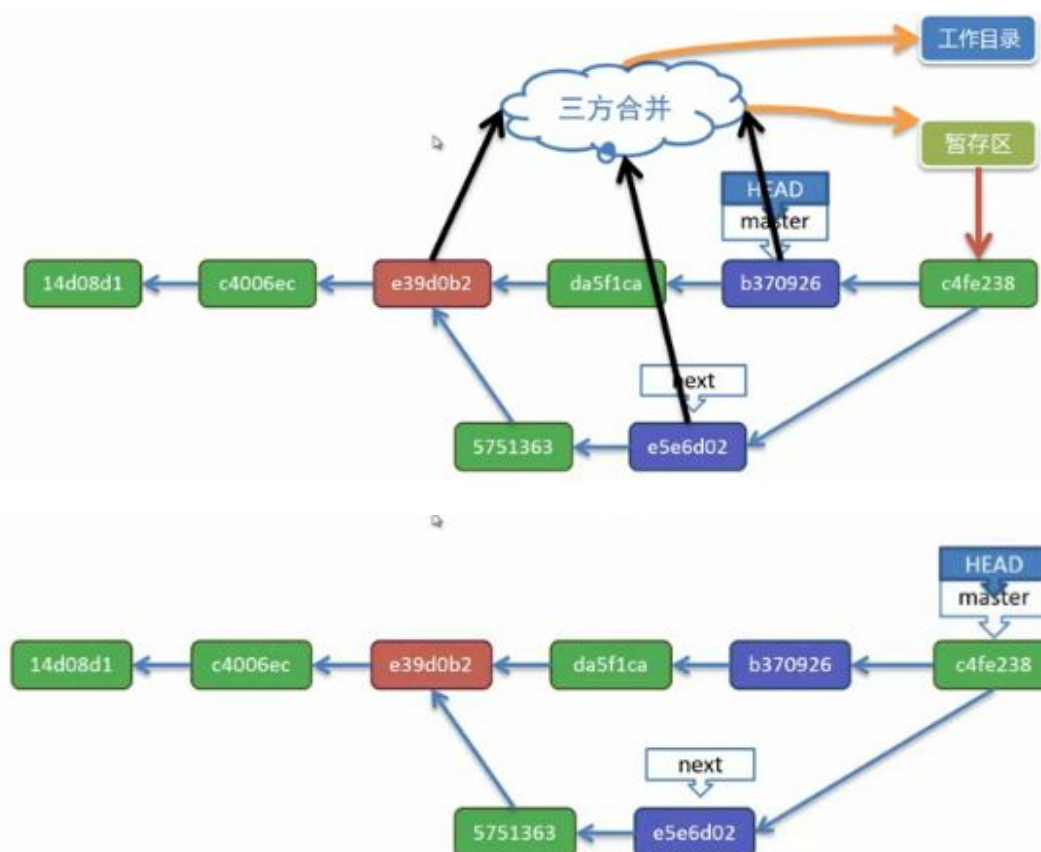 工作目录
三方合并
暂存区
HEAD
master
14d08d1
c4006ec
e39d0b2
da5f1ca
b370926
c4fe238
next
5751363
e5e6d02
HEAD
master
14d08d1
c4006ec
e39d0b2
da5f1ca
b370926
c4fe238
next
5751363
e5e6d02